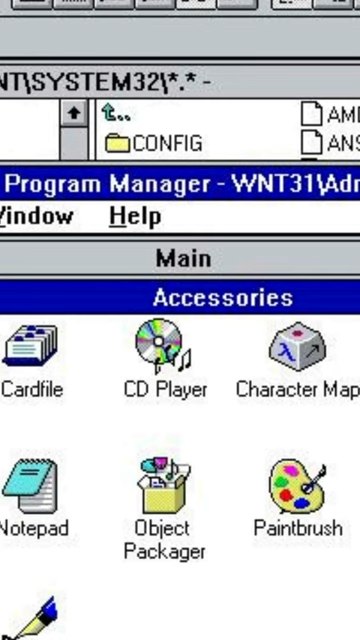 NT\SYSTEM32\*.* -
CONFIG
Program Manager - WNT31\Adr
Window Help
Main
Accessories
Cardfile CD Player Character Map
Notepad Object Packager Paintbrush